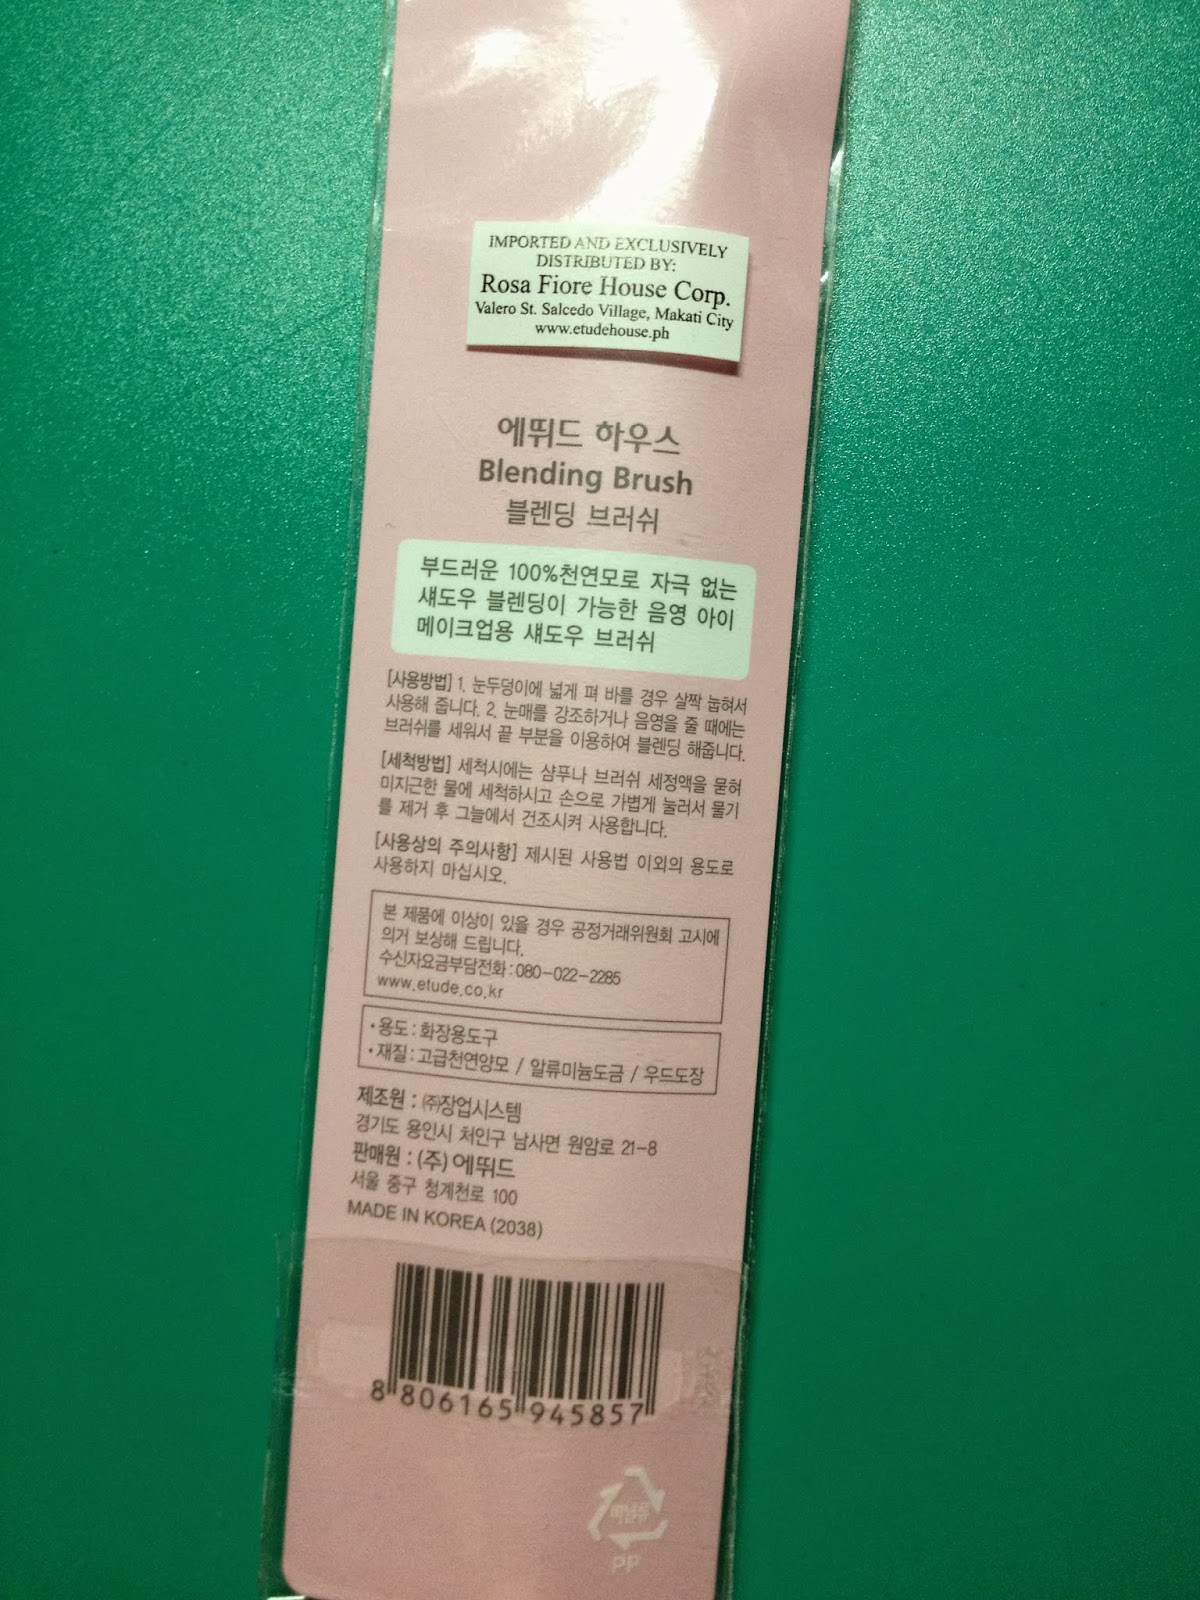 IMPORTED AND EXCLUSIVELY
DISTRIBUTED BY:
Rosa Fiore House Corp.
Valero St. Salcedo Village, Makati City
www.etudehouse.ph
에뛰드 하우스
Blending Brush
블렌딩 브러쉬
부드러운 100%천연모로 자극 없는
섀도우 블렌딩이 가능한 음영 아이
메이크업용 섀도우 브러쉬
[사용방법] 1. 눈두덩이에 넓게 펴 바를 경우 살짝 눕혀서
사용해 줍니다. 2. 눈매를 강조하거나 음영을 줄 때에는
브러쉬를 세워서 끝 부분을 이용하여 블렌딩 해줍니다.
[세척방법] 세척시에는 샴푸나 브러쉬 세정액을 묻혀
미지근한 물에 세척하시고 손으로 가볍게 눌러서 물기
를 제거 후 그늘에서 건조시켜 사용합니다.
[사용상의 주의사항] 제시된 사용법 이외의 용도로
사용하지 마십시오.
본 제품에 이상이 있을 경우 공정거래위원회 고시에
의거 보상해 드립니다.
수신자요금부담전화:080-022-2285
www.etude.co.kr
•용도:화장용도구
•재질:고급천연양모 / 알류미늄도금 / 우드도장
제조원 : ㈜장업시스템
경기도 용인시 처인구 남사면 원암로 21-8
판매원 : (주) 에뛰드
서울 중구 청계천로 100
MADE IN KOREA (2038)
8 806165 945857
PP